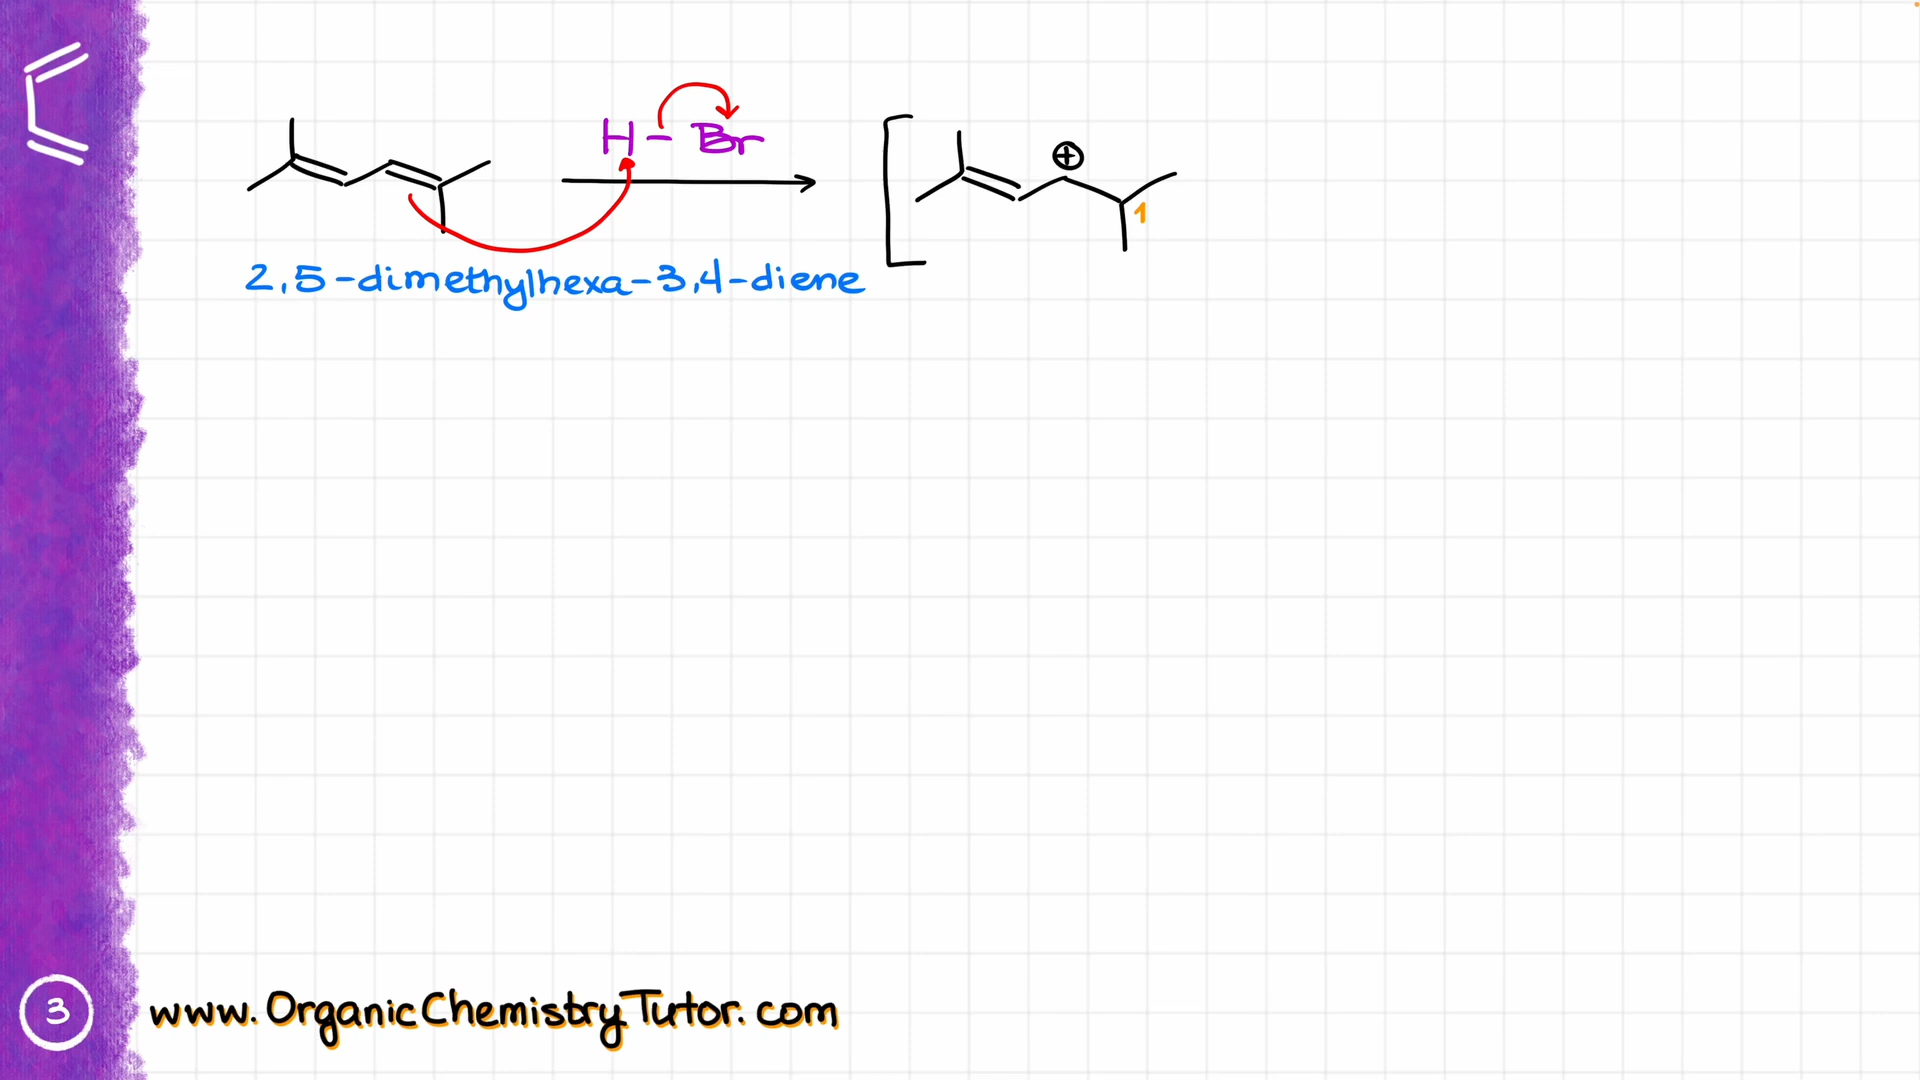 H-Br
⊕
1
2,5-dimethylhexa-3,4-diene
3
www.OrganicChemistryTutor.com